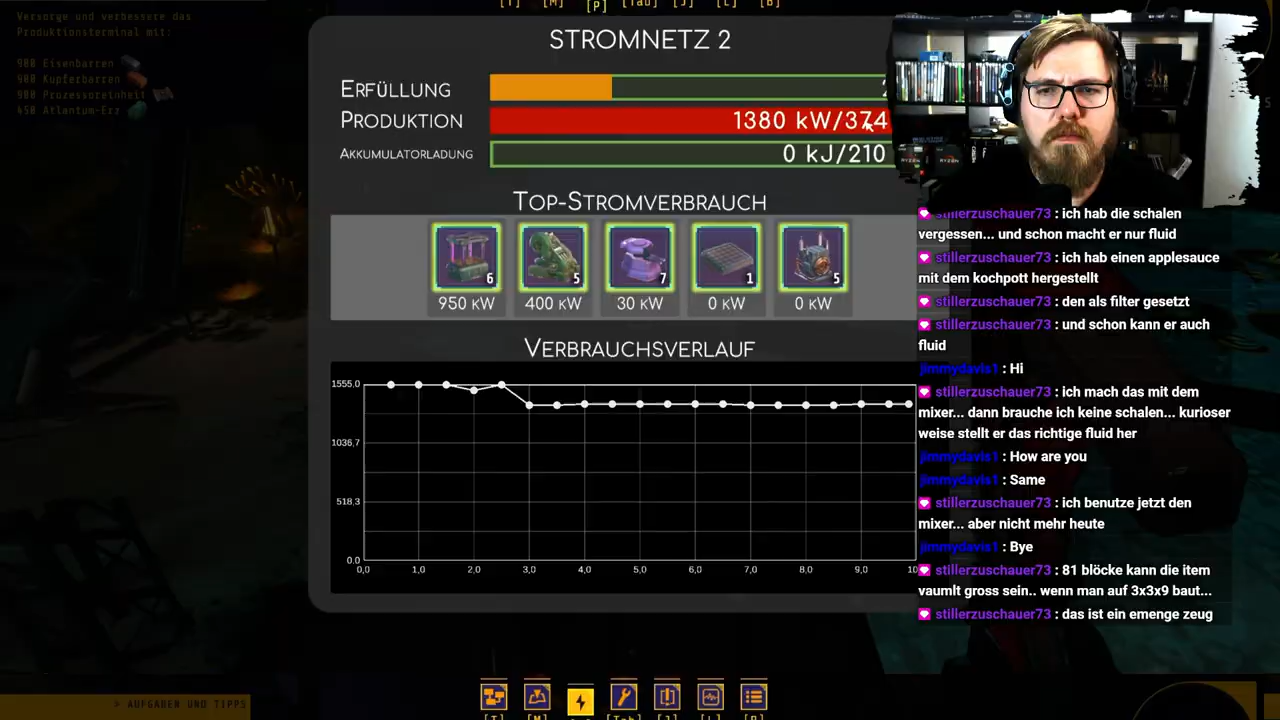 [T] [M] [P] [Tab] [J] [L] [B]
Versorge und verbessere das
Produktionsterminal mit:
900 Eisenbarren
900 Kupferbarren
900 Prozessoreinheit
450 Atlantum-Erz
STROMNETZ 2
ERFÜLLUNG
PRODUKTION
1380 kW/374
AKKUMULATORLADUNG
0 kJ/210
TOP-STROMVERBRAUCH
6 5 7 1 5
950 KW 400 KW 30 KW 0 KW 0 KW
VERBRAUCHSVERLAUF
1555.0
1036,7
518,3
0.0
0,0 1,0 2,0 3,0 4,0 5,0 6,0 7,0 8,0 9,0 10
stillerzuschauer73 : ich hab die schalen
vergessen... und schon macht er nur fluid
stillerzuschauer73 : ich hab einen applesauce
mit dem kochpott hergestellt
stillerzuschauer73 : den als filter gesetzt
stillerzuschauer73 : und schon kann er auch
fluid
jimmydavis1 : Hi
stillerzuschauer73 : ich mach das mit dem
mixer... dann brauche ich keine schalen... kurioser
weise stellt er das richtige fluid her
jimmydavis1 : How are you
jimmydavis1 : Same
stillerzuschauer73 : ich benutze jetzt den
mixer... aber nicht mehr heute
jimmydavis1 : Bye
stillerzuschauer73 : 81 blöcke kann die item
vaumlt gross sein.. wenn man auf 3x3x9 baut...
stillerzuschauer73 : das ist ein emenge zeug
> AUFGABEN UND TIPPS